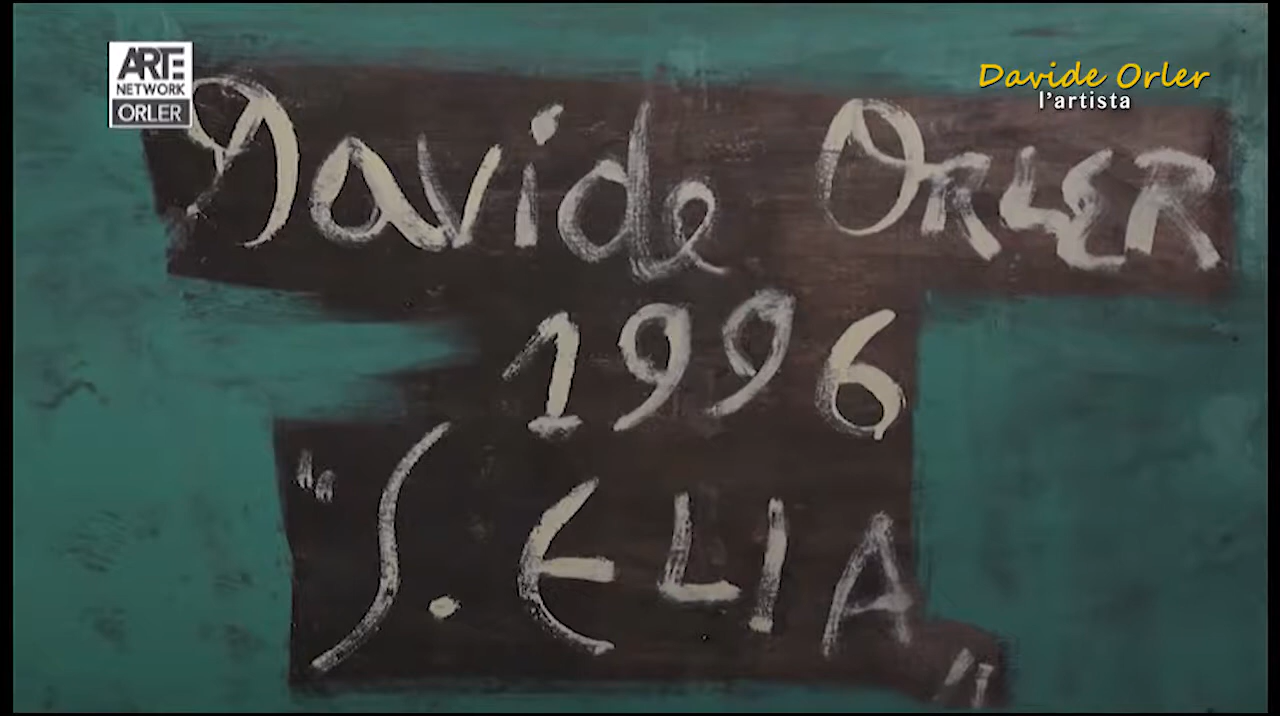 ARTE
NETWORK
ORLER
Davide Orler
l'artista
Davide ORLER
1996
"S. ELIA"